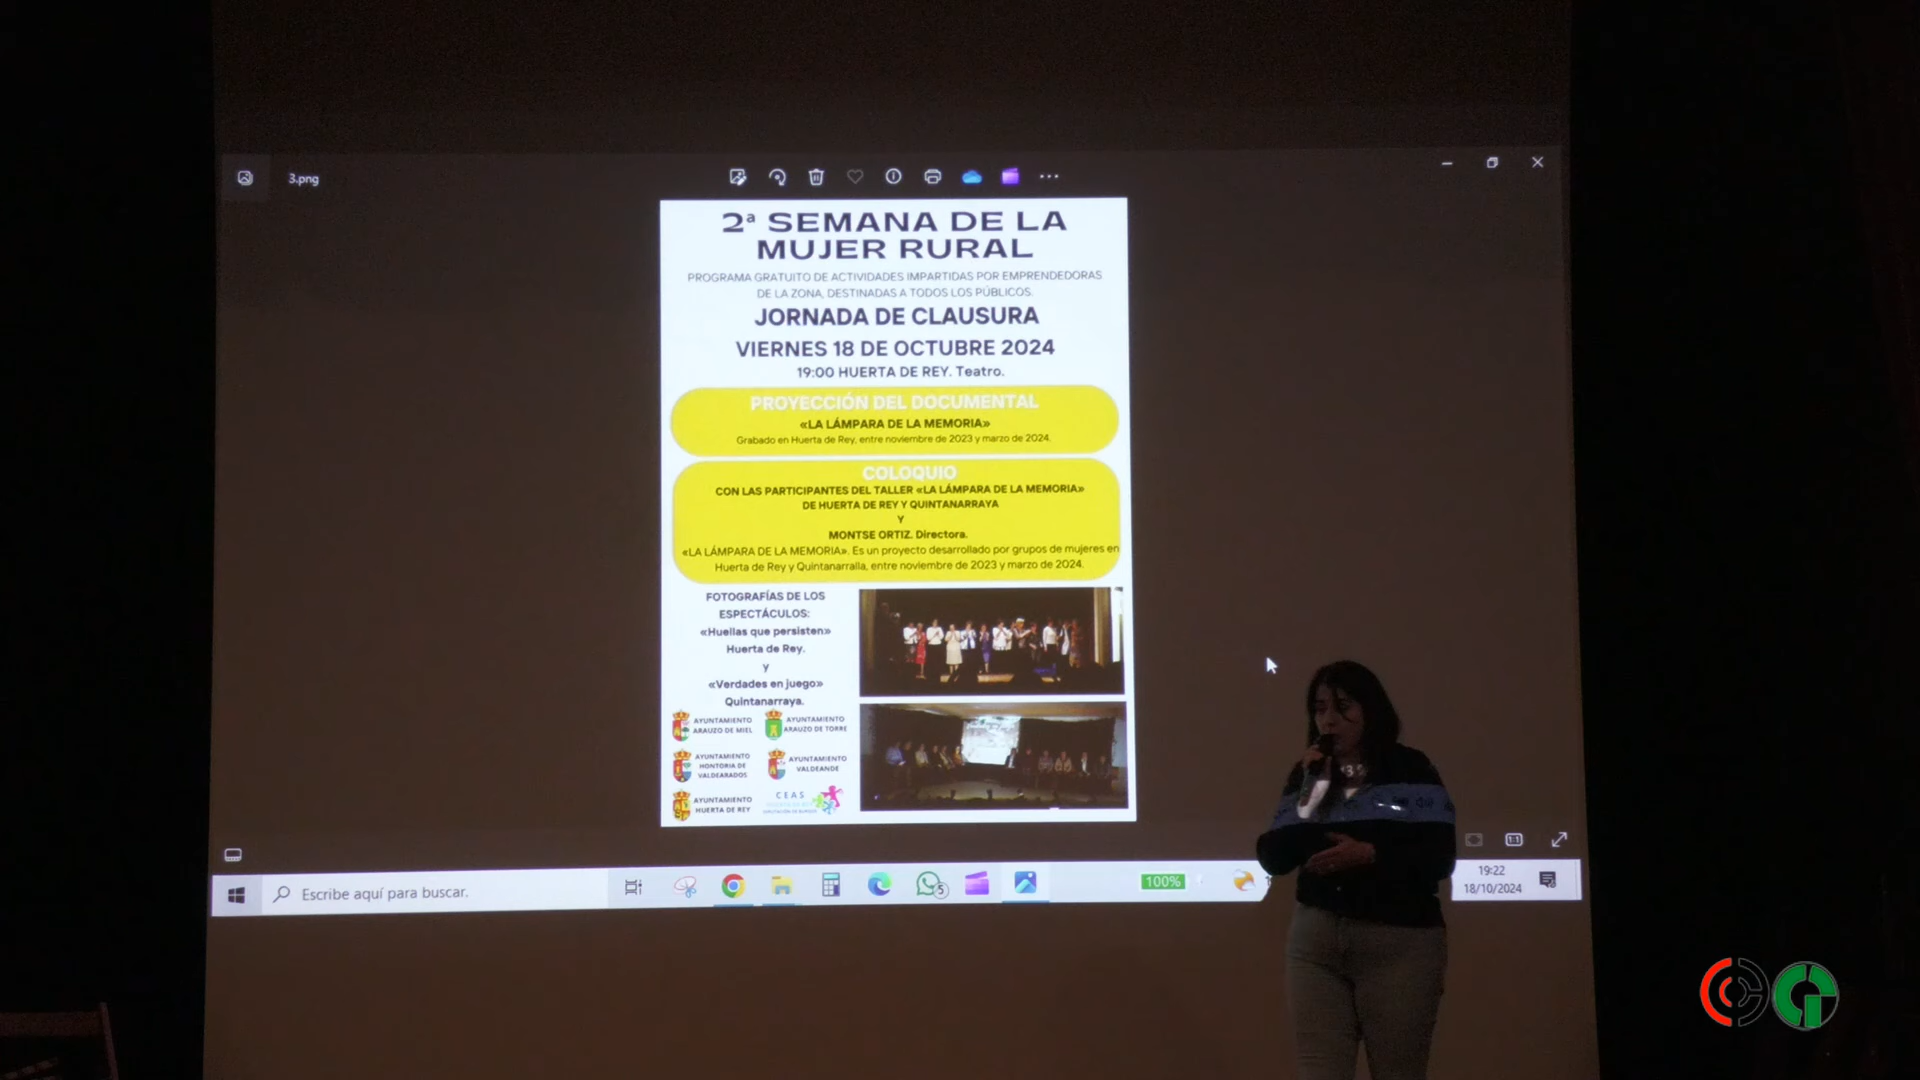 3.png
2ª SEMANA DE LA
MUJER RURAL
PROGRAMA GRATUITO DE ACTIVIDADES IMPARTIDAS POR EMPRENDEDORAS
DE LA ZONA, DESTINADAS A TODOS LOS PÚBLICOS.
JORNADA DE CLAUSURA
VIERNES 18 DE OCTUBRE 2024
19:00 HUERTA DE REY. Teatro.
PROYECCIÓN DEL DOCUMENTAL
«LA LÁMPARA DE LA MEMORIA»
Grabado en Huerta de Rey, entre noviembre de 2023 y marzo de 2024.
COLOQUIO
CON LAS PARTICIPANTES DEL TALLER «LA LÁMPARA DE LA MEMORIA»
DE HUERTA DE REY Y QUINTANARRAYA
Y
MONTSE ORTIZ. Directora.
«LA LÁMPARA DE LA MEMORIA». Es un proyecto desarrollado por grupos de mujeres en
Huerta de Rey y Quintanarralla, entre noviembre de 2023 y marzo de 2024.
FOTOGRAFÍAS DE LOS
ESPECTÁCULOS:
«Huellas que persisten»
Huerta de Rey.
y
«Verdades en juego»
Quintanarraya.
AYUNTAMIENTO
ARAUZO DE MIEL
AYUNTAMIENTO
ARAUZO DE TORRE
AYUNTAMIENTO
HONTORIA DE
VALDEARADOS
AYUNTAMIENTO
VALDEANDE
AYUNTAMIENTO
HUERTA DE REY
CEAS
Escribe aquí para buscar.
5
100%
19:22
18/10/2024